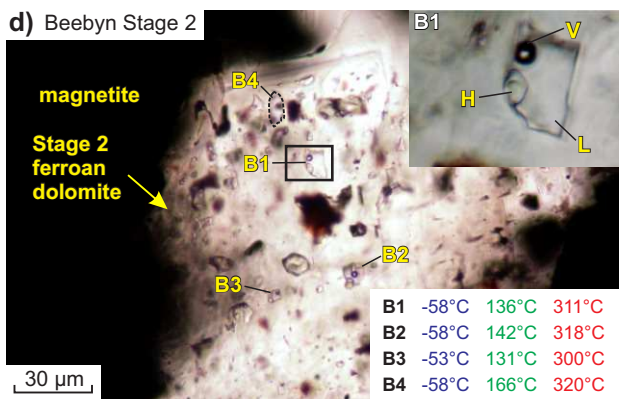 d) Beebyn Stage 2
B1
V
H
L
magnetite
B4
Stage 2
ferroan
dolomite
B1
B2
B3
B1 -58°C 136°C 311°C
B2 -58°C 142°C 318°C
B3 -53°C 131°C 300°C
B4 -58°C 166°C 320°C
30 µm